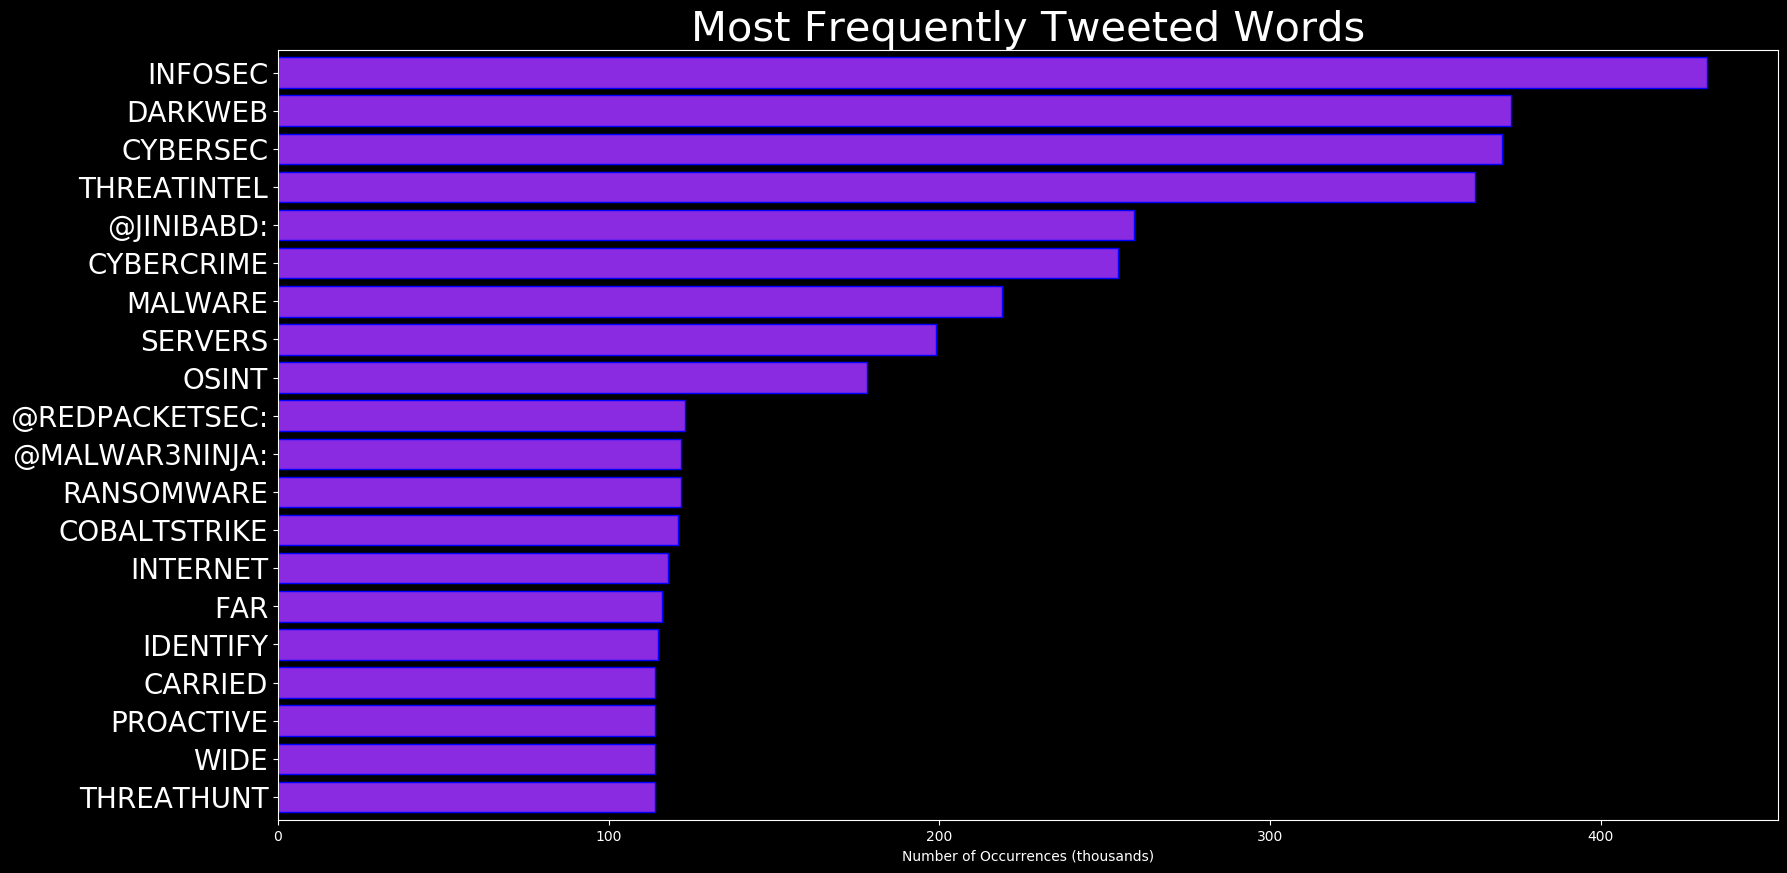 Most Frequently Tweeted Words
INFOSEC
DARKWEB
CYBERSEC
THREATINTEL
@JINIBABD:
CYBERCRIME
MALWARE
SERVERS
OSINT
@REDPACKETSEC:
@MALWAR3NINJA:
RANSOMWARE
COBALTSTRIKE
INTERNET
FAR
IDENTIFY
CARRIED
PROACTIVE
WIDE
THREATHUNT
0 100 200 300 400
Number of Occurrences (thousands)